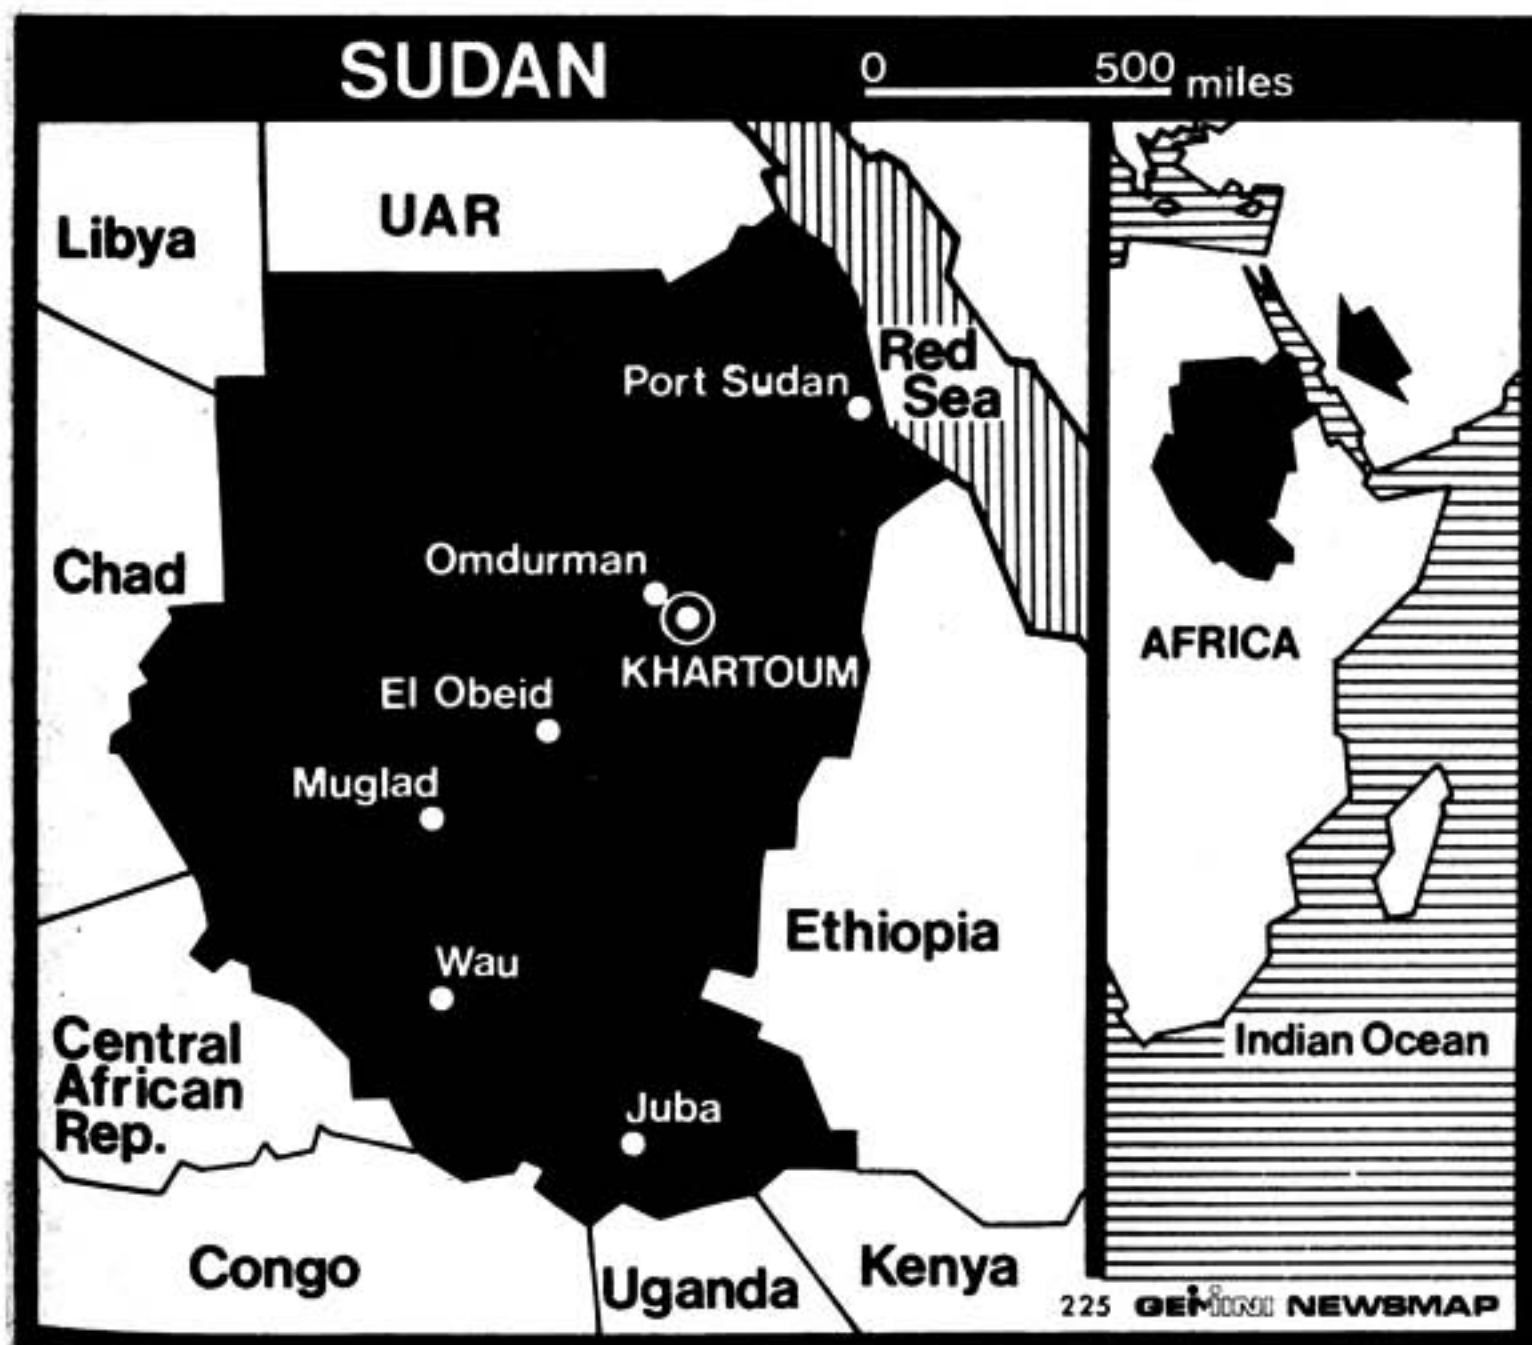 SUDAN
0 500 miles
Libya
UAR
Red
Sea
Port Sudan
Chad
Omdurman
KHARTOUM
El Obeid
Muglad
Ethiopia
Wau
Central
African
Rep.
Juba
Congo
Uganda
Kenya
AFRICA
Indian Ocean
225 GEMINI NEWSMAP